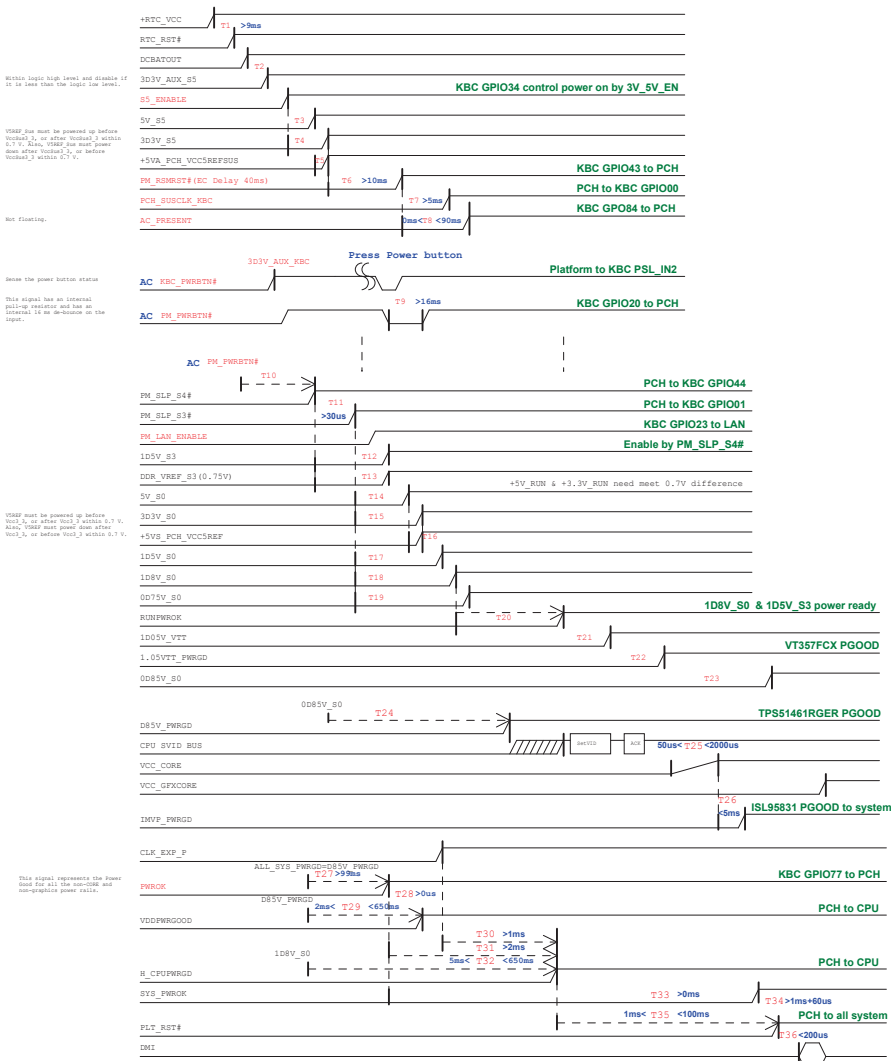 +RTC_VCC
T1 >9ms
RTC_RST#
DCBATOUT
T2
Within logic high level and disable if
it is less than the logic low level.
3D3V_AUX_S5
KBC GPIO34 control power on by 3V_5V_EN
S5_ENABLE
5V_S5
T3
V5REF_Sus must be powered up before
VccSus3_3, or after VccSus3_3 within
0.7 V. Also, V5REF_Sus must power
down after VccSus3_3, or before
VccSus3_3 within 0.7 V.
3D3V_S5
T4
+5VA_PCH_VCC5REFSUS
T5
KBC GPIO43 to PCH
PM_RSMRST#(EC Delay 40ms)
T6 >10ms
PCH to KBC GPIO00
PCH_SUSCLK_KBC
T7 >5ms
KBC GPO84 to PCH
Not floating.
AC_PRESENT
0ms< T8 <90ms
Press Power button
3D3V_AUX_KBC
Platform to KBC PSL_IN2
Sense the power button status
AC KBC_PWRBTN#
This signal has an internal
pull-up resistor and has an
internal 16 ms de-bounce on the
input.
T9 >16ms
KBC GPIO20 to PCH
AC PM_PWRBTN#
AC PM_PWRBTN#
T10
PCH to KBC GPIO44
PM_SLP_S4#
T11
PCH to KBC GPIO01
PM_SLP_S3#
>30us
KBC GPIO23 to LAN
PM_LAN_ENABLE
Enable by PM_SLP_S4#
1D5V_S3
T12
DDR_VREF_S3(0.75V)
T13
+5V_RUN & +3.3V_RUN need meet 0.7V difference
5V_S0
T14
V5REF must be powered up before
Vcc3_3, or after Vcc3_3 within 0.7 V.
Also, V5REF must power down after
Vcc3_3, or before Vcc3_3 within 0.7 V.
3D3V_S0
T15
+5VS_PCH_VCC5REF
T16
1D5V_S0
T17
1D8V_S0
T18
0D75V_S0
T19
1D8V_S0 & 1D5V_S3 power ready
RUNPWROK
T20
1D05V_VTT
T21
VT357FCX PGOOD
1.05VTT_PWRGD
T22
0D85V_S0
T23
0D85V_S0
T24
TPS51461RGER PGOOD
D85V_PWRGD
CPU SVID BUS
SetVID
ACK
50us< T25 <2000us
VCC_CORE
VCC_GFXCORE
T26
<5ms
ISL95831 PGOOD to system
IMVP_PWRGD
CLK_EXP_P
ALL_SYS_PWRGD=D85V_PWRGD
T27 >99ms
KBC GPIO77 to PCH
This signal represents the Power
Good for all the non-CORE and
non-graphics power rails.
PWROK
T28 >0us
D85V_PWRGD
2ms< T29 <650ms
PCH to CPU
VDDPWRGOOD
T30 >1ms
T31 >2ms
1D8V_S0
5ms< T32 <650ms
PCH to CPU
H_CPUPWRGD
SYS_PWROK
T33 >0ms
T34 >1ms+60us
1ms< T35 <100ms
PCH to all system
PLT_RST#
T36 <200us
DMI